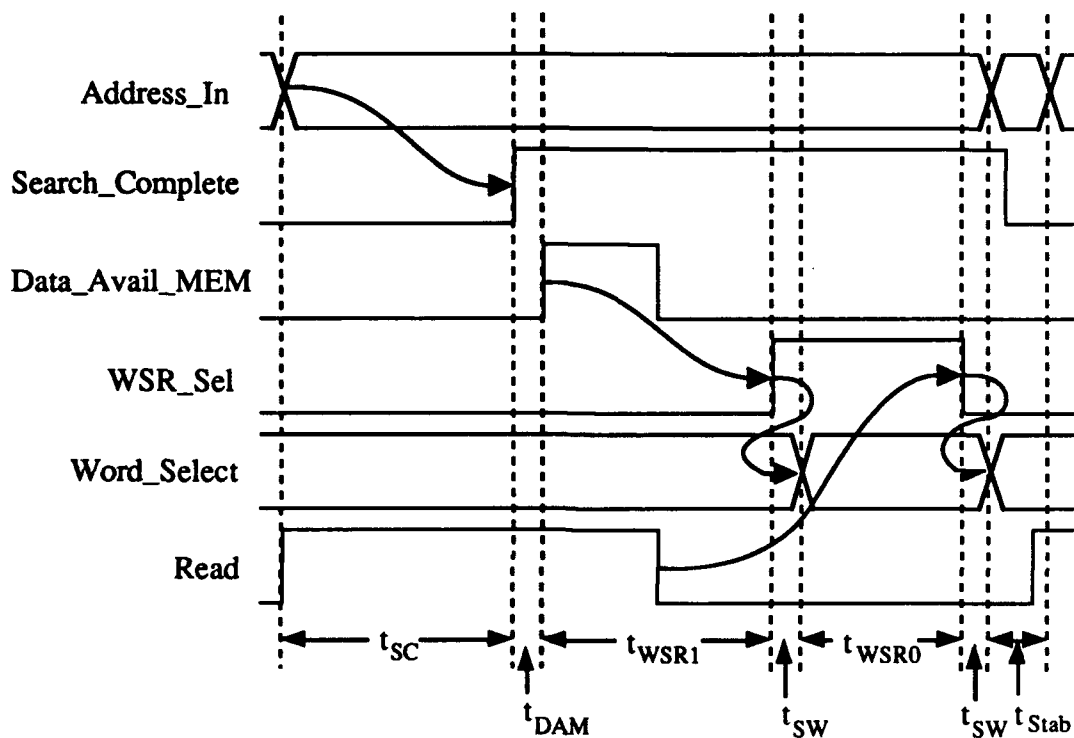 Address_In
Search_Complete
Data_Avail_MEM
WSR_Sel
Word_Select
Read
tSC
tWSR1
tWSR0
tDAM
tSW
tSW
tStab